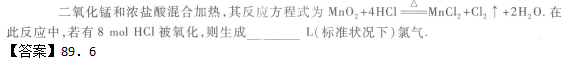 二氧化锰和浓盐酸混合加热,其反应方程式为 MnO₂+4HCl ≜ MnCl₂+Cl₂↑+2H₂O. 在
此反应中,若有 8 mol HCl 被氧化,则生成______ L(标准状况下)氯气.
【答案】89.6